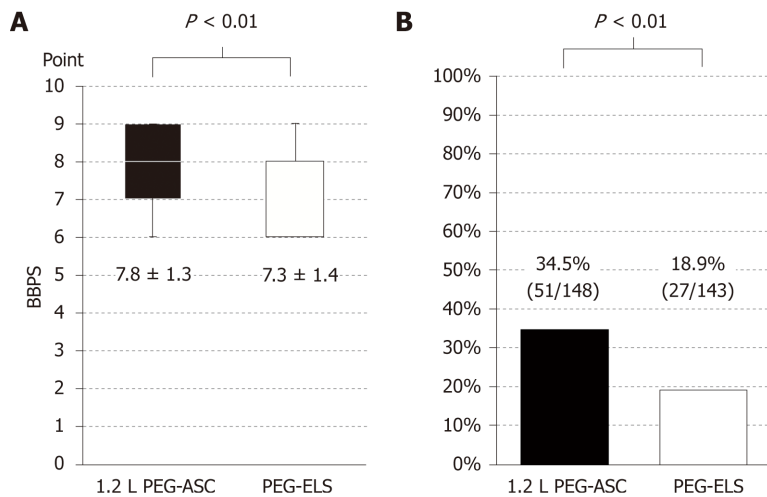 A
P < 0.01
Point
10
9
8
7
6
5
4
3
2
1
0
BBPS
7.8 ± 1.3
7.3 ± 1.4
1.2 L PEG-ASC
PEG-ELS
B
P < 0.01
100%
90%
80%
70%
60%
50%
40%
30%
20%
10%
0%
34.5%
(51/148)
18.9%
(27/143)
1.2 L PEG-ASC
PEG-ELS